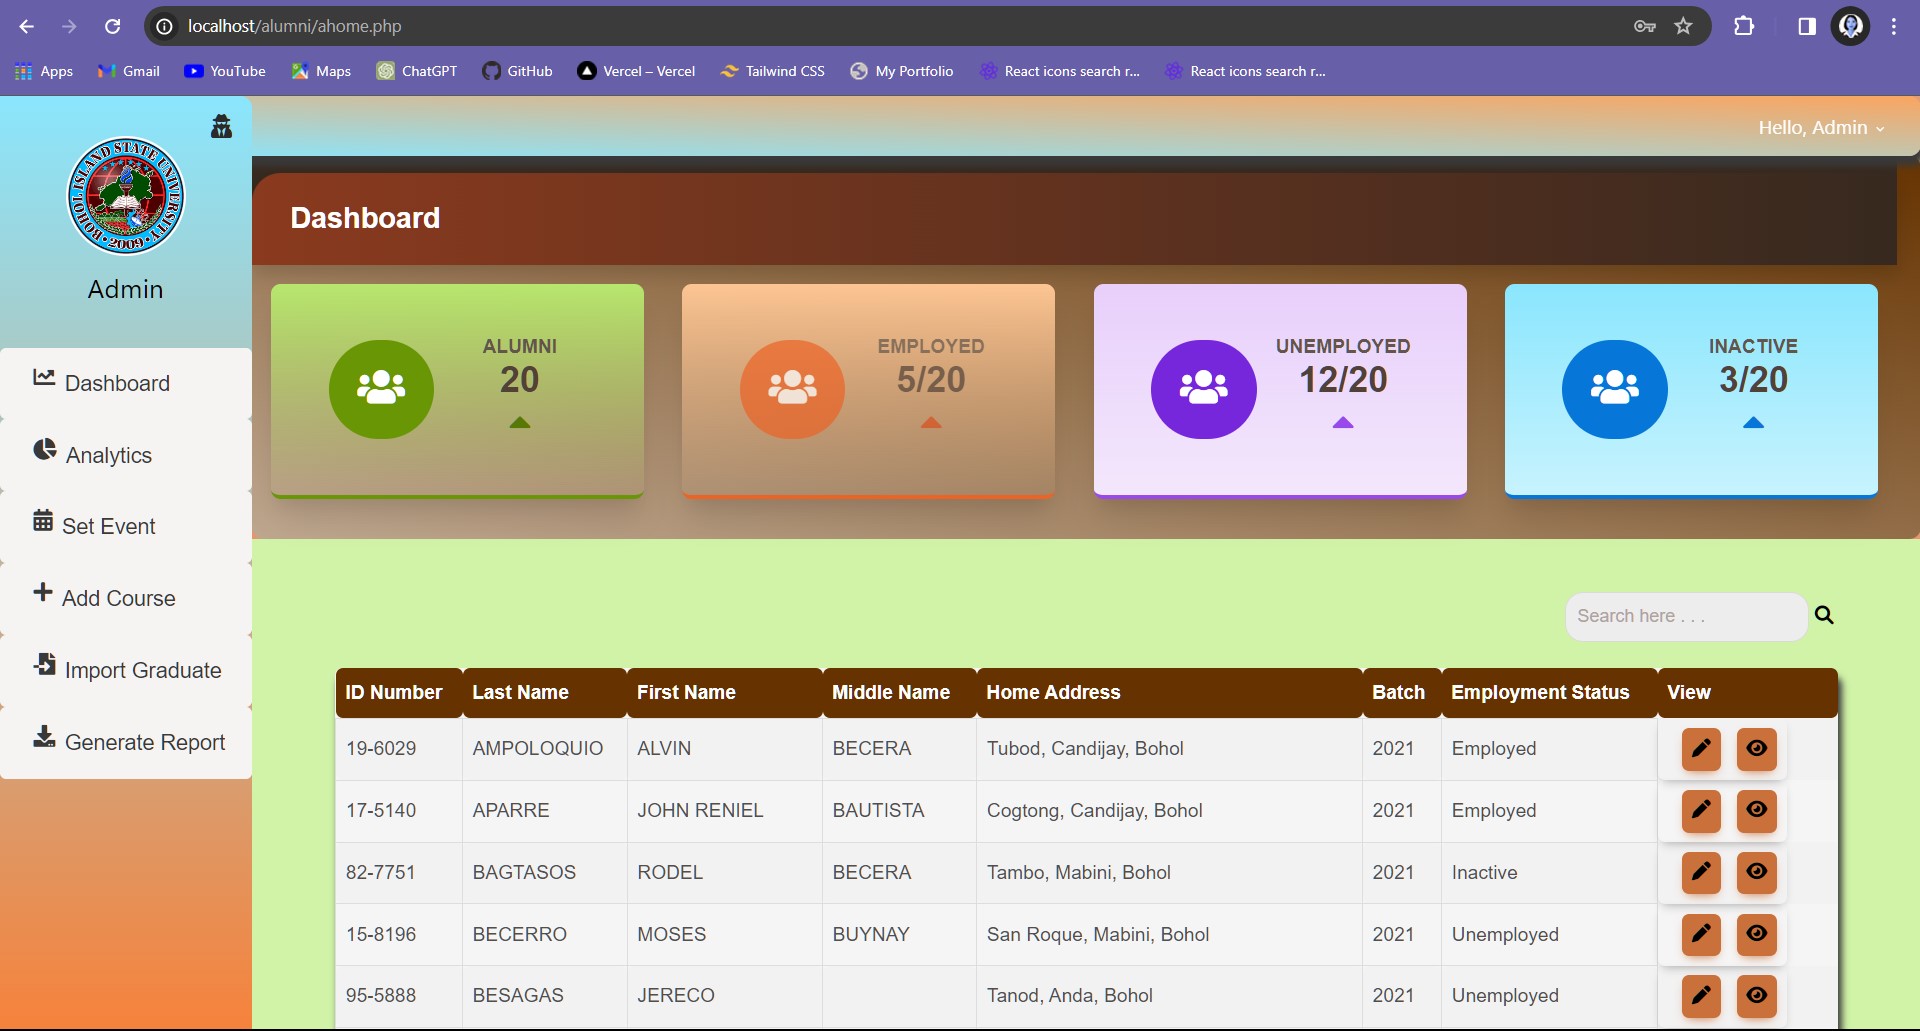 localhost/alumni/ahome.php
Apps Gmail YouTube Maps ChatGPT GitHub Vercel – Vercel Tailwind CSS My Portfolio React icons search r... React icons search r...
BOHOL ISLAND STATE UNIVERSITY
2009
Admin
Dashboard
Analytics
Set Event
Add Course
Import Graduate
Generate Report
Hello, Admin
Dashboard
ALUMNI
20
EMPLOYED
5/20
UNEMPLOYED
12/20
INACTIVE
3/20
Search here . . .
ID Number Last Name First Name Middle Name Home Address Batch Employment Status View
19-6029 AMPOLOQUIO ALVIN BECERA Tubod, Candijay, Bohol 2021 Employed
17-5140 APARRE JOHN RENIEL BAUTISTA Cogtong, Candijay, Bohol 2021 Employed
82-7751 BAGTASOS RODEL BECERA Tambo, Mabini, Bohol 2021 Inactive
15-8196 BECERRO MOSES BUYNAY San Roque, Mabini, Bohol 2021 Unemployed
95-5888 BESAGAS JERECO Tanod, Anda, Bohol 2021 Unemployed